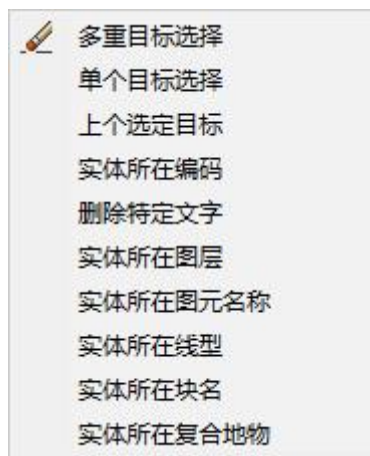 多重目标选择
单个目标选择
上个选定目标
实体所在编码
删除特定文字
实体所在图层
实体所在图元名称
实体所在线型
实体所在块名
实体所在复合地物